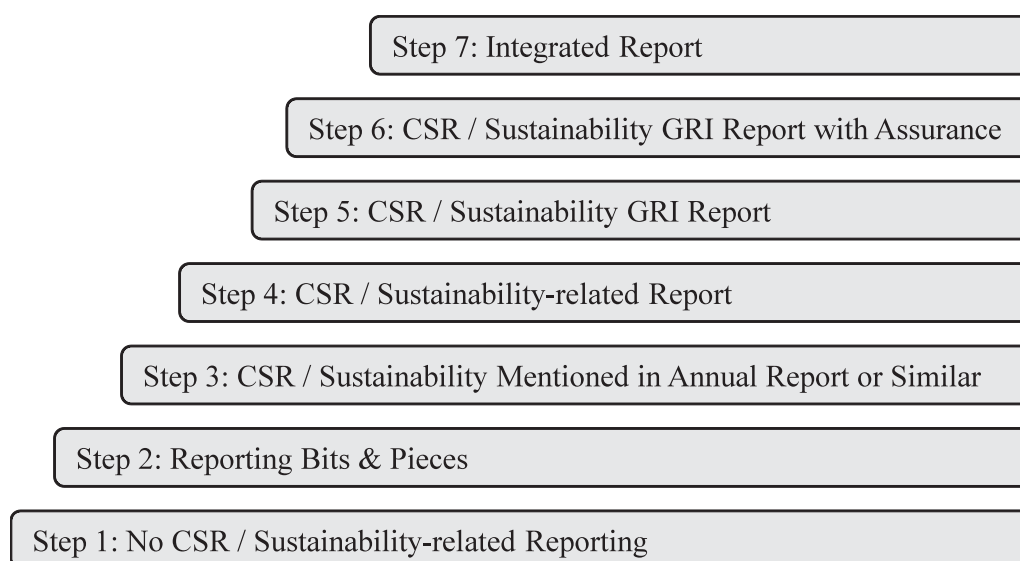 Step 7: Integrated Report
Step 6: CSR / Sustainability GRI Report with Assurance
Step 5: CSR / Sustainability GRI Report
Step 4: CSR / Sustainability-related Report
Step 3: CSR / Sustainability Mentioned in Annual Report or Similar
Step 2: Reporting Bits & Pieces
Step 1: No CSR / Sustainability-related Reporting